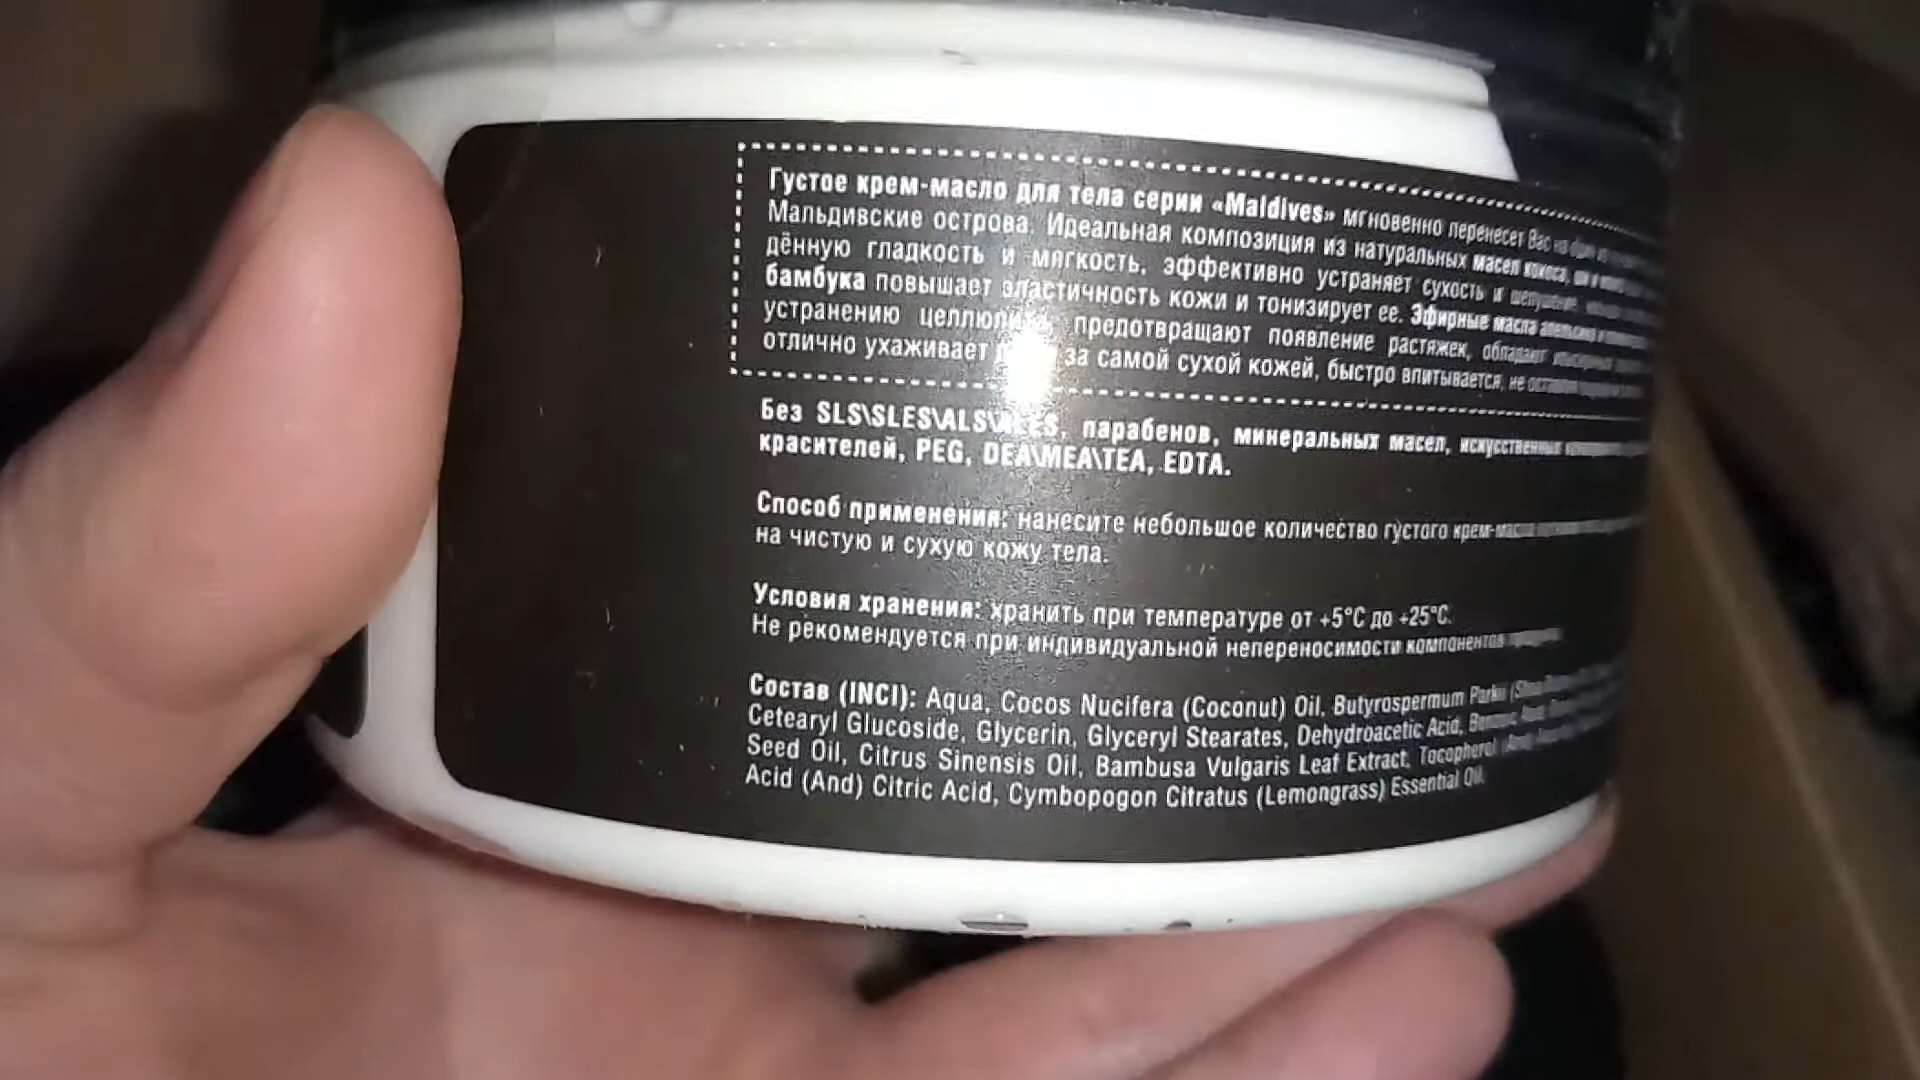 Густое крем-масло для тела серии «Maldives» мгновенно перенесет Вас на один из
Мальдивские острова. Идеальная композиция из натуральных масел кокоса, ши и
дённую гладкость и мягкость, эффективно устраняет сухость и шелушение,
бамбука повышает эластичность кожи и тонизирует ее. Эфирные масла апельсина и
устранению целлюлита, предотвращают появление растяжек, обладают
отлично ухаживает за самой сухой кожей, быстро впитывается, не
Без SLS\SLES\ALS\ALES, парабенов, минеральных масел, искусственных
красителей, PEG, DEA\MEA\TEA, EDTA.
Способ применения: нанесите небольшое количество густого крем-масла
на чистую и сухую кожу тела.
Условия хранения: хранить при температуре от +5°C до +25°C.
Не рекомендуется при индивидуальной непереносимости компонентов
Состав (INCI): Aqua, Cocos Nucifera (Coconut) Oil, Butyrospermum Parkii
Cetearyl Glucoside, Glycerin, Glyceryl Stearates, Dehydroacetic Acid,
Seed Oil, Citrus Sinensis Oil, Bambusa Vulgaris Leaf Extract, Tocopherol
Acid (And) Citric Acid, Cymbopogon Citratus (Lemongrass) Essential Oil.